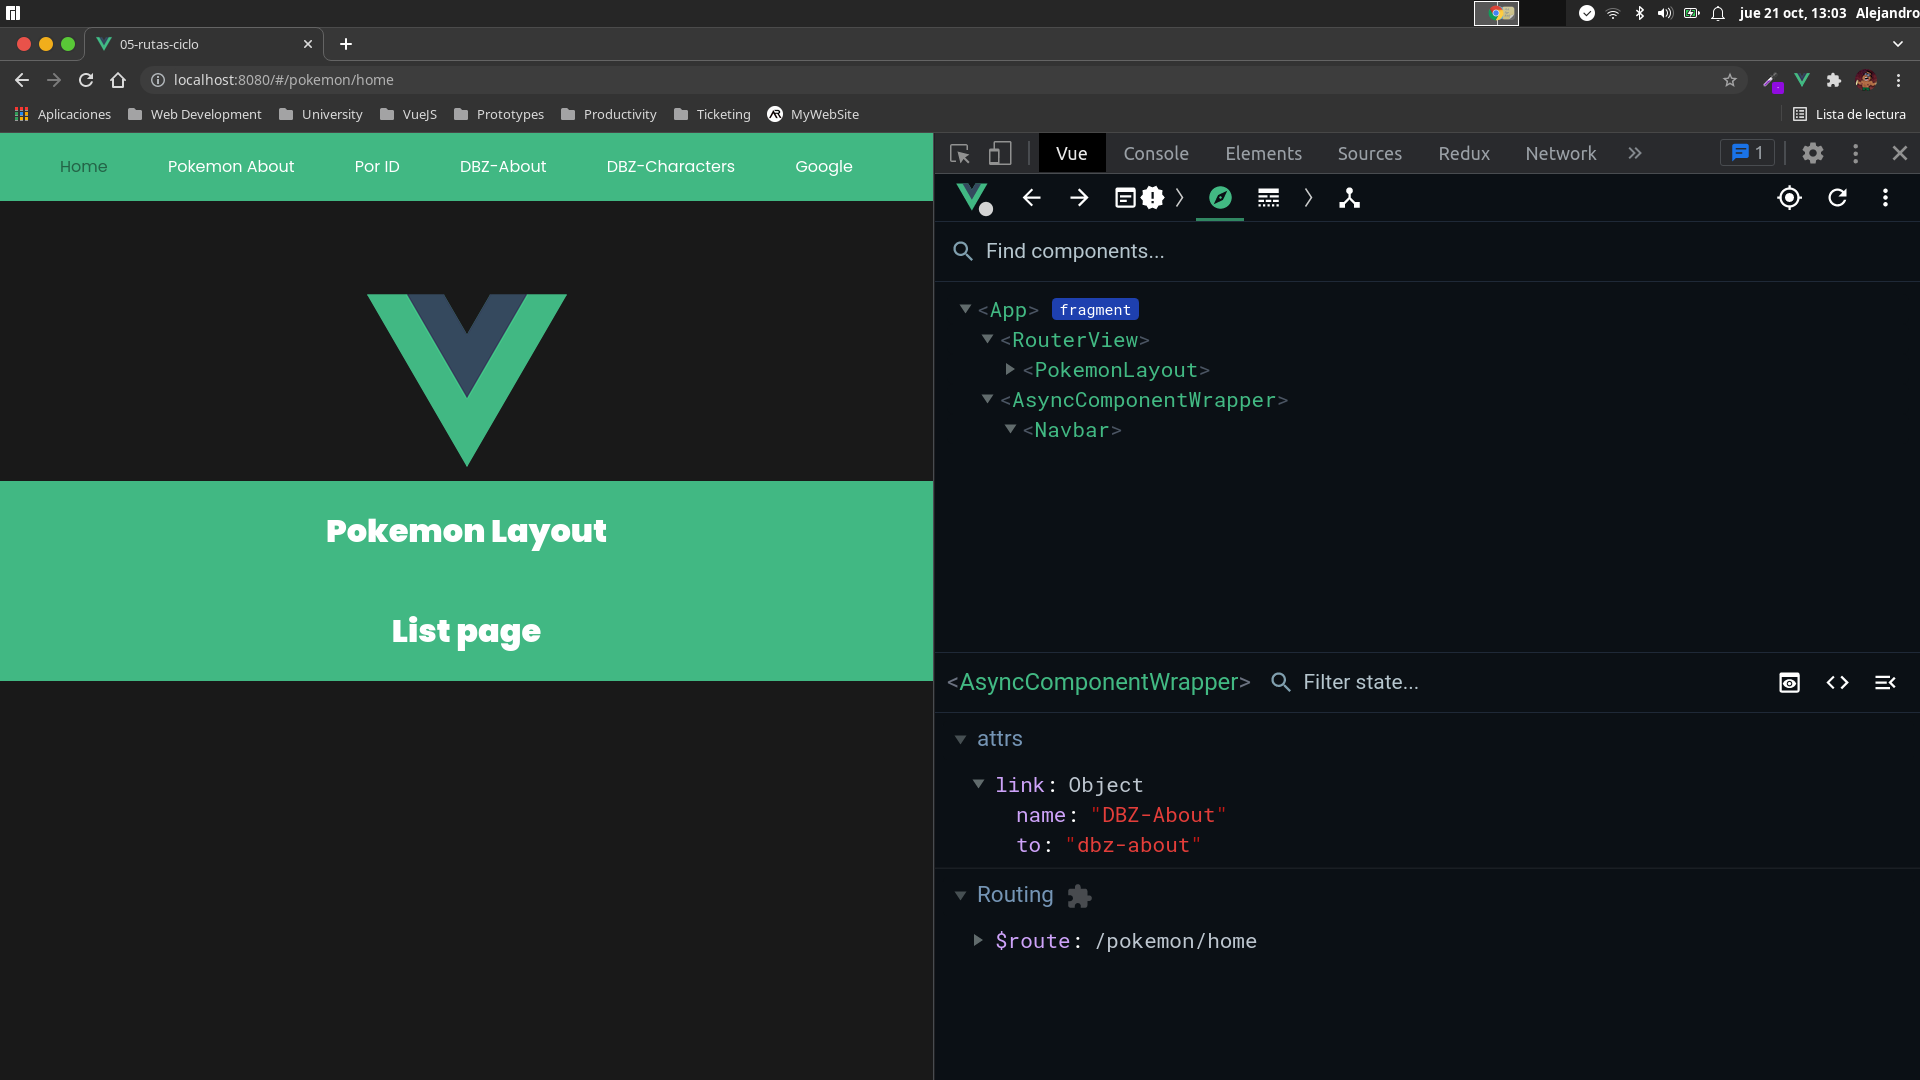 jue 21 oct, 13:03 Alejandro
05-rutas-ciclo
localhost:8080/#/pokemon/home
Aplicaciones Web Development University VueJS Prototypes Productivity Ticketing MyWebSite Lista de lectura
Home Pokemon About Por ID DBZ-About DBZ-Characters Google
Pokemon Layout
List page
Vue Console Elements Sources Redux Network 1
Find components...
<App> fragment
<RouterView>
<PokemonLayout>
<AsyncComponentWrapper>
<Navbar>
<AsyncComponentWrapper> Filter state...
attrs
link: Object
name: "DBZ-About"
to: "dbz-about"
Routing
$route: /pokemon/home